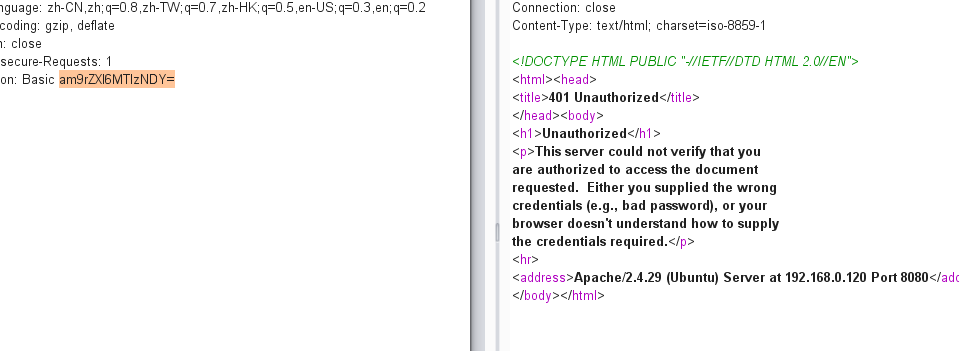 nguage: zh-CN,zh;q=0.8,zh-TW;q=0.7,zh-HK;q=0.5,en-US;q=0.3,en;q=0.2
coding: gzip, deflate
n: close
secure-Requests: 1
on: Basic am9rZXI6MTIzNDY=
Connection: close
Content-Type: text/html; charset=iso-8859-1
<!DOCTYPE HTML PUBLIC "-//IETF//DTD HTML 2.0//EN">
<html><head>
<title>401 Unauthorized</title>
</head><body>
<h1>Unauthorized</h1>
<p>This server could not verify that you
are authorized to access the document
requested.  Either you supplied the wrong
credentials (e.g., bad password), or your
browser doesn't understand how to supply
the credentials required.</p>
<hr>
<address>Apache/2.4.29 (Ubuntu) Server at 192.168.0.120 Port 8080</add
</body></html>